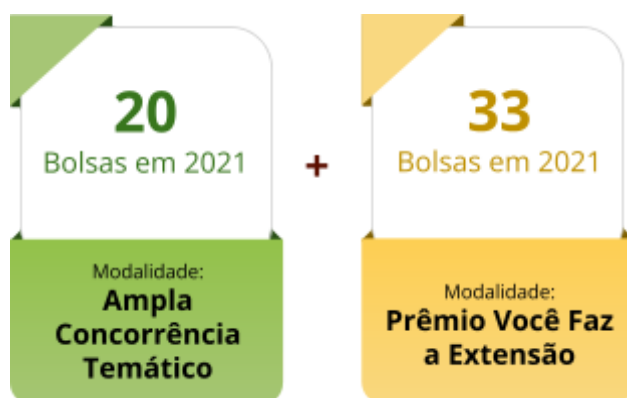 20
Bolsas em 2021
Modalidade:
Ampla
Concorrência
Temático
+
33
Bolsas em 2021
Modalidade:
Prêmio Você Faz
a Extensão